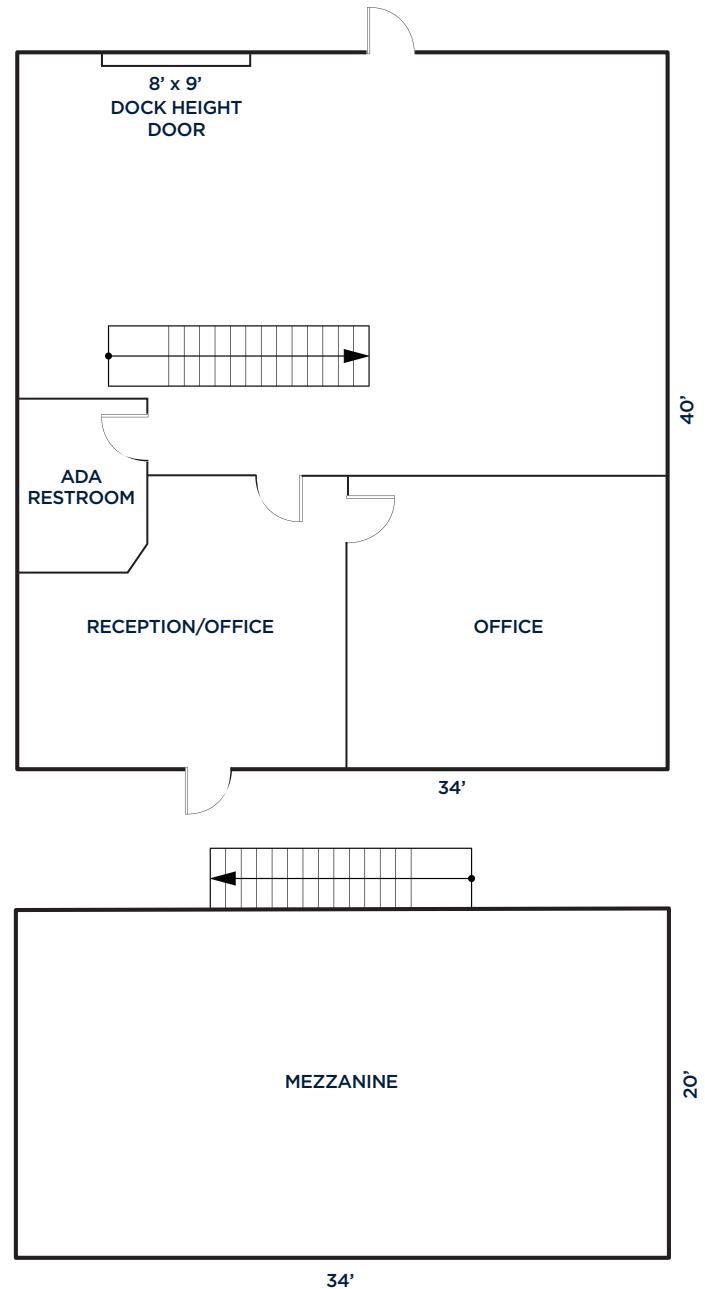 8’ x 9’
DOCK HEIGHT
DOOR
40’
ADA
RESTROOM
RECEPTION/OFFICE
OFFICE
34’
MEZZANINE
20’
34’